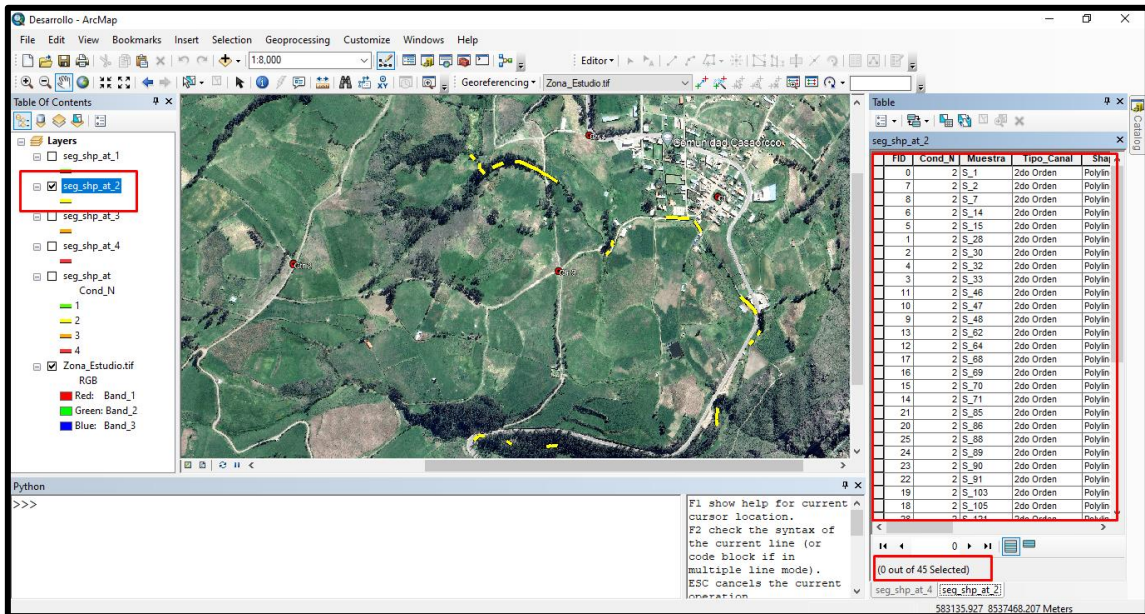 Desarrollo - ArcMap
File Edit View Bookmarks Insert Selection Geoprocessing Customize Windows Help
1:8,000
Editor
Georeferencing Zona_Estudio.tif
Table Of Contents
Layers
seg_shp_at_1
seg_shp_at_2
seg_shp_at_3
seg_shp_at_4
seg_shp_at
Cond_N
1
2
3
4
Zona_Estudio.tif
RGB
Red: Band_1
Green: Band_2
Blue: Band_3
Table
seg_shp_at_2
FID Cond_N Muestra Tipo_Canal
0 2 S_1 2do Orden Polylin
7 2 S_2 2do Orden Polylin
8 2 S_7 2do Orden Polylin
6 2 S_14 2do Orden Polylin
5 2 S_15 2do Orden Polylin
1 2 S_28 2do Orden Polylin
2 2 S_30 2do Orden Polylin
4 2 S_32 2do Orden Polylin
3 2 S_33 2do Orden Polylin
11 2 S_46 2do Orden Polylin
10 2 S_47 2do Orden Polylin
9 2 S_48 2do Orden Polylin
13 2 S_62 2do Orden Polylin
12 2 S_64 2do Orden Polylin
17 2 S_68 2do Orden Polylin
16 2 S_69 2do Orden Polylin
15 2 S_70 2do Orden Polylin
14 2 S_71 2do Orden Polylin
21 2 S_85 2do Orden Polylin
20 2 S_86 2do Orden Polylin
25 2 S_88 2do Orden Polylin
24 2 S_89 2do Orden Polylin
23 2 S_90 2do Orden Polylin
22 2 S_91 2do Orden Polylin
19 2 S_103 2do Orden Polylin
18 2 S_105 2do Orden Polylin
0
(0 out of 45 Selected)
seg_shp_at_4 seg_shp_at_2
Catalog
Python
>>>
F1 show help for current
cursor location.
F2 check the syntax of
the current line (or
code block if in
multiple line mode).
ESC cancels the current
operation
583135.927 8537468.207 Meters